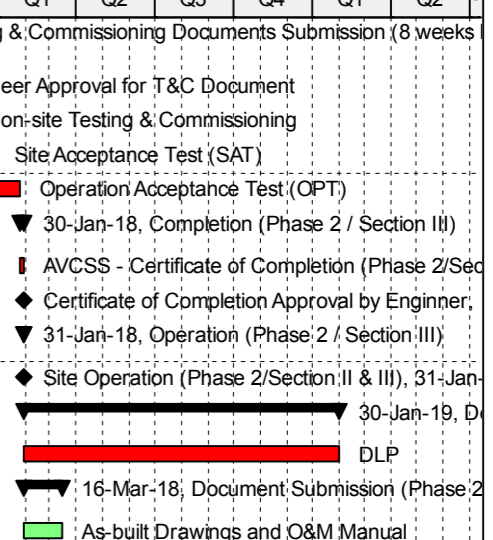 Q1 Q2 Q3 Q4 Q1 Q2
& Commissioning Documents Submission (8 weeks
eer Approval for T&C Document
on-site Testing & Commissioning
Site Acceptance Test (SAT)
Operation Acceptance Test (OPT)
30-Jan-18, Completion (Phase 2 / Section III)
AVCSS - Certificate of Completion (Phase 2/Sec
Certificate of Completion Approval by Enginner,
31-Jan-18, Operation (Phase 2 / Section III)
Site Operation (Phase 2/Section II & III), 31-Jan-
30-Jan-19, D
DLP
16-Mar-18, Document Submission (Phase 2
As-built Drawings and O&M Manual